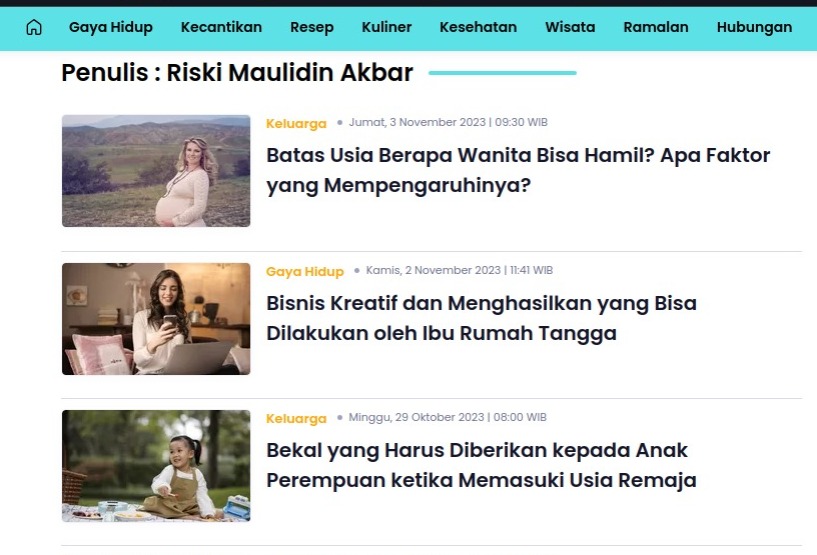 Gaya Hidup Kecantikan Resep Kuliner Kesehatan Wisata Ramalan Hubungan
Penulis : Riski Maulidin Akbar
Keluarga • Jumat, 3 November 2023 | 09:30 WIB
Batas Usia Berapa Wanita Bisa Hamil? Apa Faktor
yang Mempengaruhinya?
Gaya Hidup • Kamis, 2 November 2023 | 11:41 WIB
Bisnis Kreatif dan Menghasilkan yang Bisa
Dilakukan oleh Ibu Rumah Tangga
Keluarga • Minggu, 29 Oktober 2023 | 08:00 WIB
Bekal yang Harus Diberikan kepada Anak
Perempuan ketika Memasuki Usia Remaja